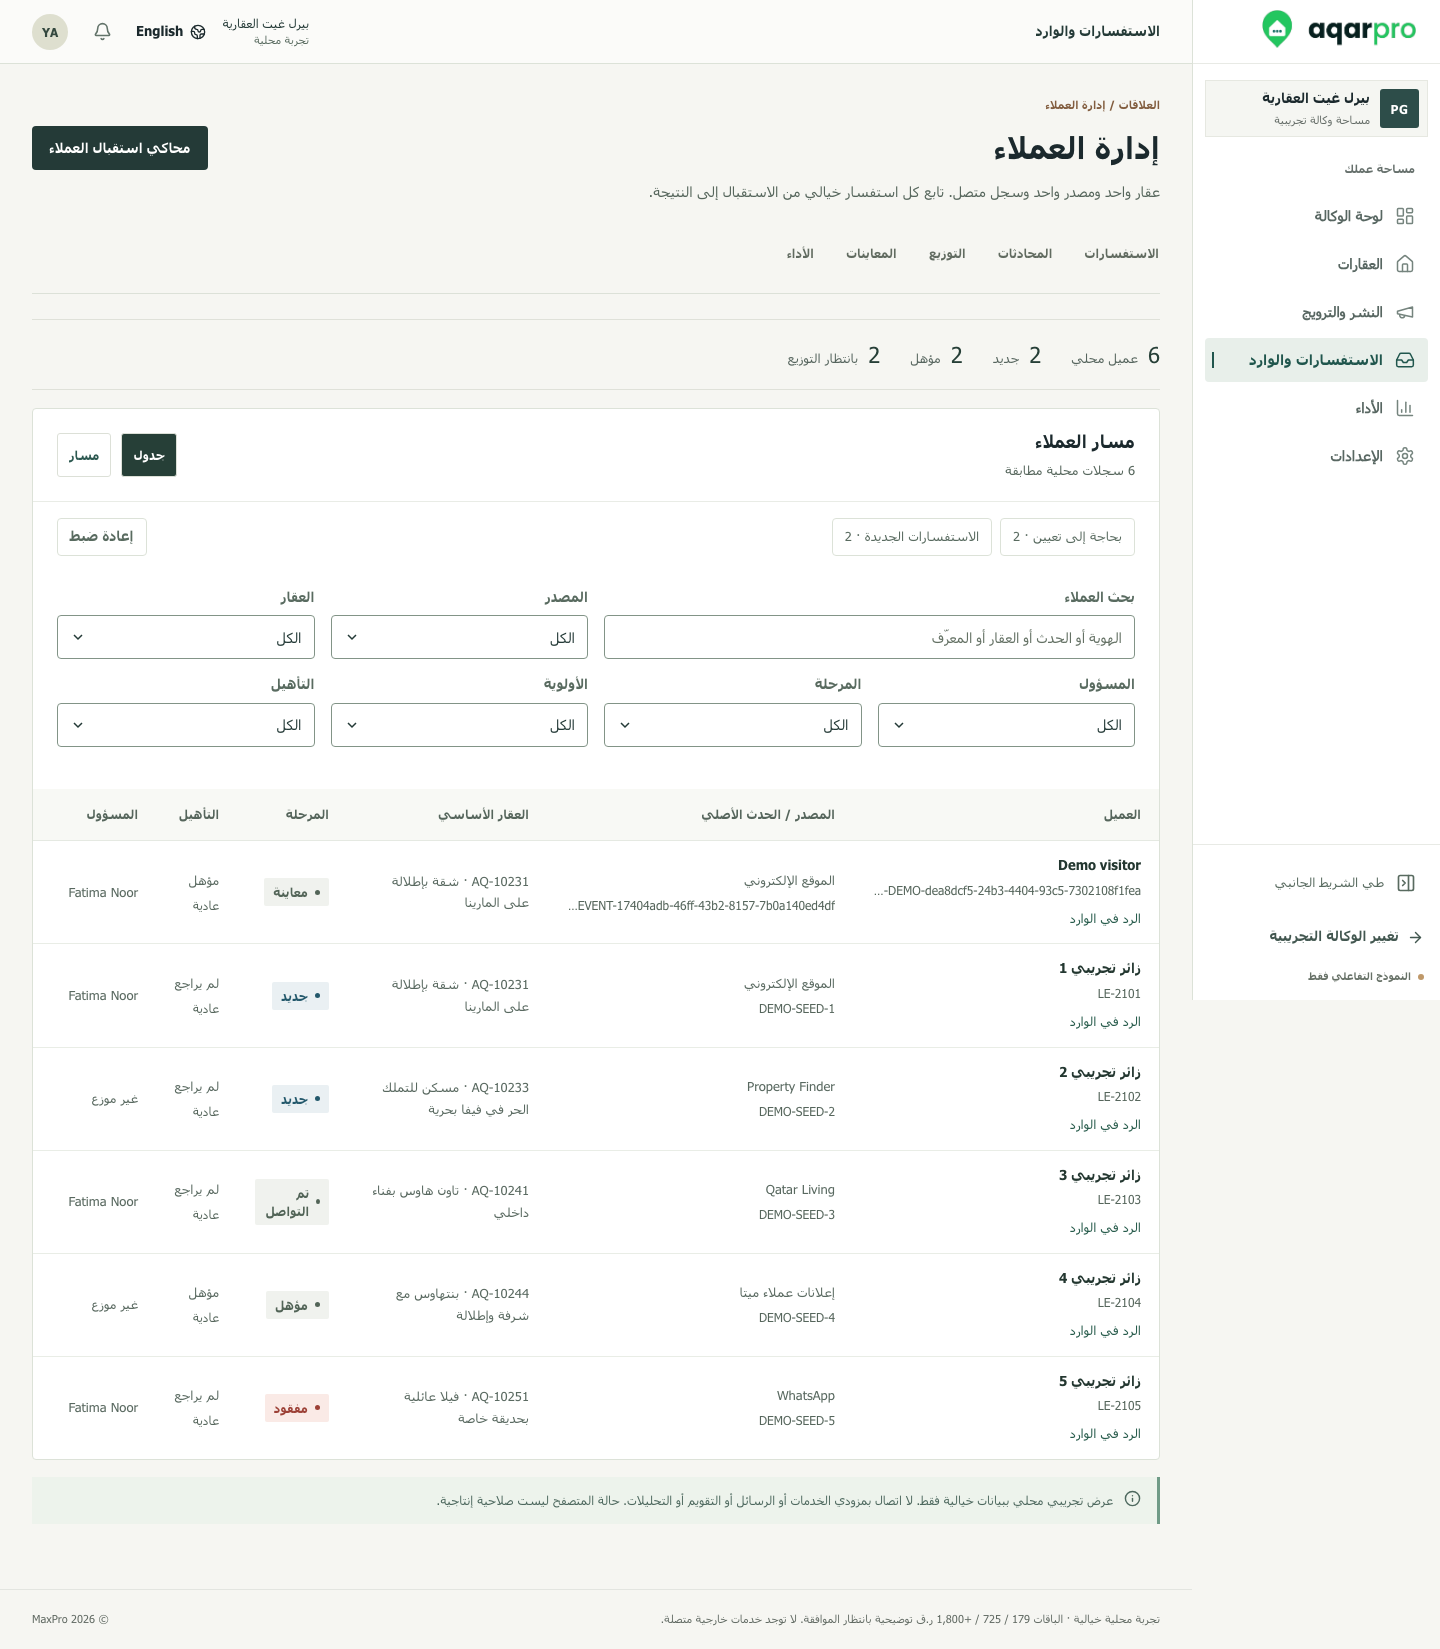 aqarpro
PG
بيرل غيت العقارية
مساحة وكالة تجريبية
مساحة عملك
لوحة الوكالة
العقارات
النشر والترويج
الاستفسارات والوارد
الأداء
الإعدادات
طي الشريط الجانبي
تغيير الوكالة التجريبية
النموذج التفاعلي فقط
الاستفسارات والوارد
بيرل غيت العقارية
تجربة محلية
English
YA
العلاقات / إدارة العملاء
إدارة العملاء
عقار واحد ومصدر واحد وسجل متصل. تابع كل استفسار خيالي من الاستقبال إلى النتيجة.
محاكي استقبال العملاء
الاستفسارات المحادثات التوزيع المعاينات الأداء
6 عميل محلي 2 جديد 2 مؤهل 2 بانتظار التوزيع
مسار العملاء
6 سجلات محلية مطابقة
جدول مسار
بحاجة إلى تعيين · 2 الاستفسارات الجديدة · 2 إعادة ضبط
بحث العملاء المصدر العقار
الهوية أو الحدث أو العقار أو المعرّف الكل الكل
المسؤول المرحلة الأولوية التأهيل
الكل الكل الكل الكل
العميل المصدر / الحدث الأصلي العقار الأساسي المرحلة التأهيل المسؤول
Demo visitor
...-DEMO-dea8dcf5-24b3-4404-93c5-7302108f1fea
الرد في الوارد
الموقع الإلكتروني
...EVENT-17404adb-46ff-43b2-8157-7b0a140ed4df
AQ-10231 · شقة بإطلالة
على المارينا
معاينة
مؤهل
عادية
Fatima Noor
زائر تجريبي 1
LE-2101
الرد في الوارد
الموقع الإلكتروني
DEMO-SEED-1
AQ-10231 · شقة بإطلالة
على المارينا
جديد
لم يراجع
عادية
Fatima Noor
زائر تجريبي 2
LE-2102
الرد في الوارد
Property Finder
DEMO-SEED-2
AQ-10233 · مسكن للتملك
الحر في فيفا بحرية
جديد
لم يراجع
عادية
غير موزع
زائر تجريبي 3
LE-2103
الرد في الوارد
Qatar Living
DEMO-SEED-3
AQ-10241 · تاون هاوس بفناء
داخلي
تم
التواصل
لم يراجع
عادية
Fatima Noor
زائر تجريبي 4
LE-2104
الرد في الوارد
إعلانات عملاء ميتا
DEMO-SEED-4
AQ-10244 · بنتهاوس مع
شرفة وإطلالة
مؤهل
مؤهل
عادية
غير موزع
زائر تجريبي 5
LE-2105
الرد في الوارد
WhatsApp
DEMO-SEED-5
AQ-10251 · فيلا عائلية
بحديقة خاصة
مفقود
لم يراجع
عادية
Fatima Noor
عرض تجريبي محلي ببيانات خيالية فقط. لا اتصال بمزودي الخدمات أو الرسائل أو التقويم أو التحليلات. حالة المتصفح ليست صلاحية إنتاجية.
تجربة محلية خيالية · الباقات 179 / 725 / +1,800 ر.ق توضيحية بانتظار الموافقة. لا توجد خدمات خارجية متصلة.
© 2026 MaxPro